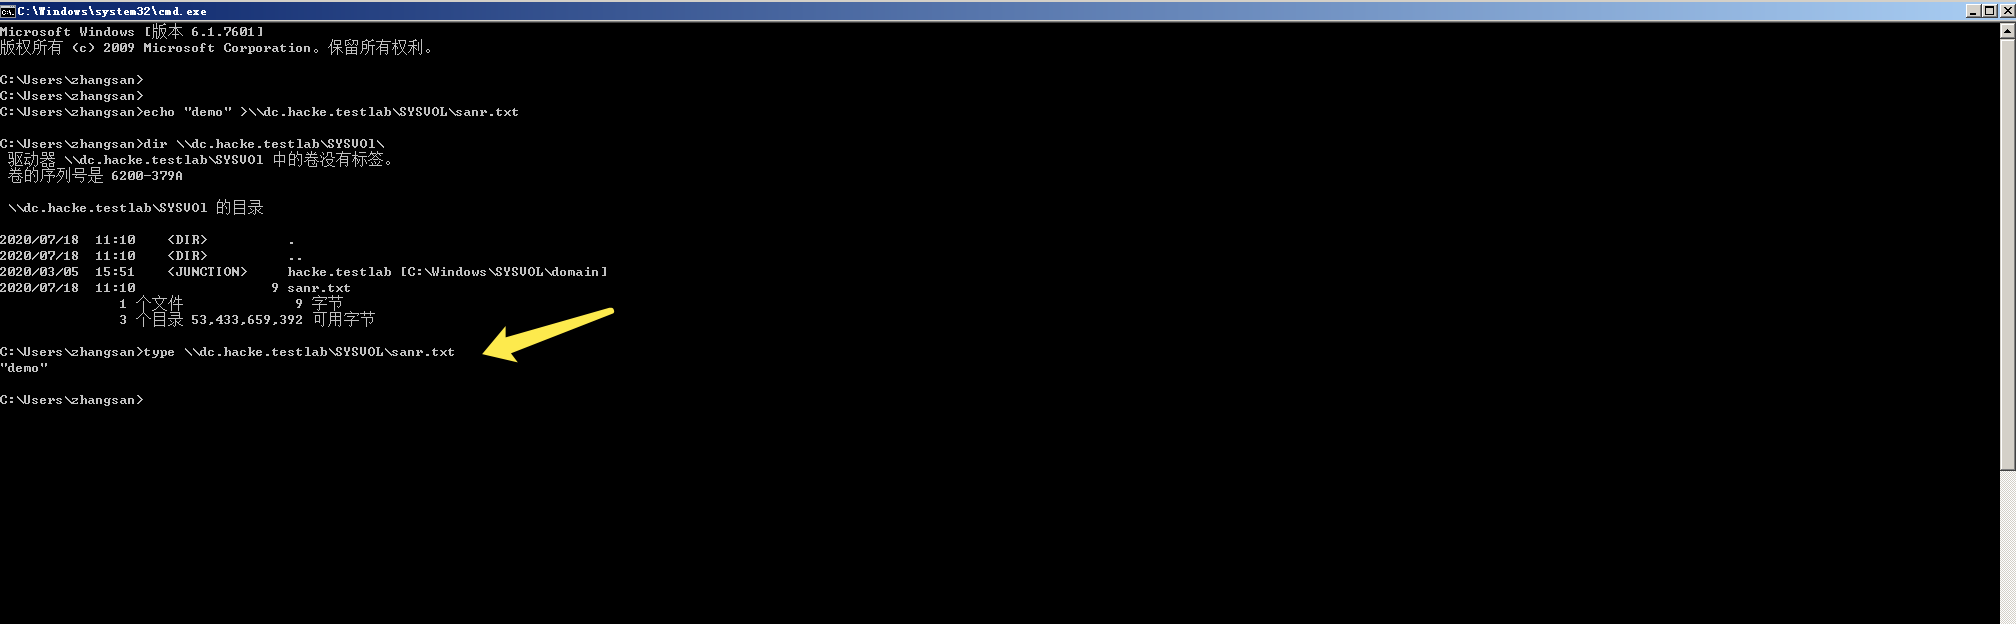 C:\Windows\system32\cmd.exe
Microsoft Windows [版本 6.1.7601]
版权所有 (c) 2009 Microsoft Corporation。保留所有权利。
C:\Users\zhangsan>
C:\Users\zhangsan>
C:\Users\zhangsan>echo "demo" >\\dc.hacke.testlab\SYSVOL\sanr.txt
C:\Users\zhangsan>dir \\dc.hacke.testlab\SYSVOl\
驱动器 \\dc.hacke.testlab\SYSVOl 中的卷没有标签。
卷的序列号是 6200-379A
\\dc.hacke.testlab\SYSVOl 的目录
2020/07/18  11:10    <DIR>          .
2020/07/18  11:10    <DIR>          ..
2020/03/05  15:51    <JUNCTION>     hacke.testlab [C:\Windows\SYSVOL\domain]
2020/07/18  11:10                 9 sanr.txt
1 个文件              9 字节
3 个目录 53,433,659,392 可用字节
C:\Users\zhangsan>type \\dc.hacke.testlab\SYSVOL\sanr.txt
"demo"
C:\Users\zhangsan>